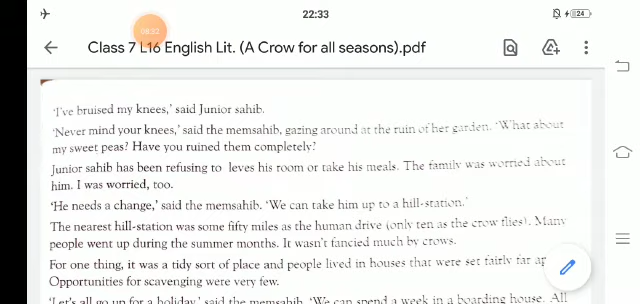 22:33
24
08:32
Class 7 L16 English Lit. (A Crow for all seasons).pdf
'I've bruised my knees,' said Junior sahib.
'Never mind your knees,' said the memsahib, gazing around at the ruin of her garden. 'What about
my sweet peas? Have you ruined them completely?
Junior sahib has been refusing to leves his room or take his meals. The family was worried about
him. I was worried, too.
'He needs a change,' said the memsahib. 'We can take him up to a hill-station.'
The nearest hill-station was some fifty miles as the human drive (only ten as the crow flies). Many
people went up during the summer months. It wasn't fancied much by crows.
For one thing, it was a tidy sort of place and people lived in houses that were set fairly far
Opportunities for scavenging were very few.
'Let's all go up for a holiday,' said the memsahib. 'We can spend a week in a boarding house. All